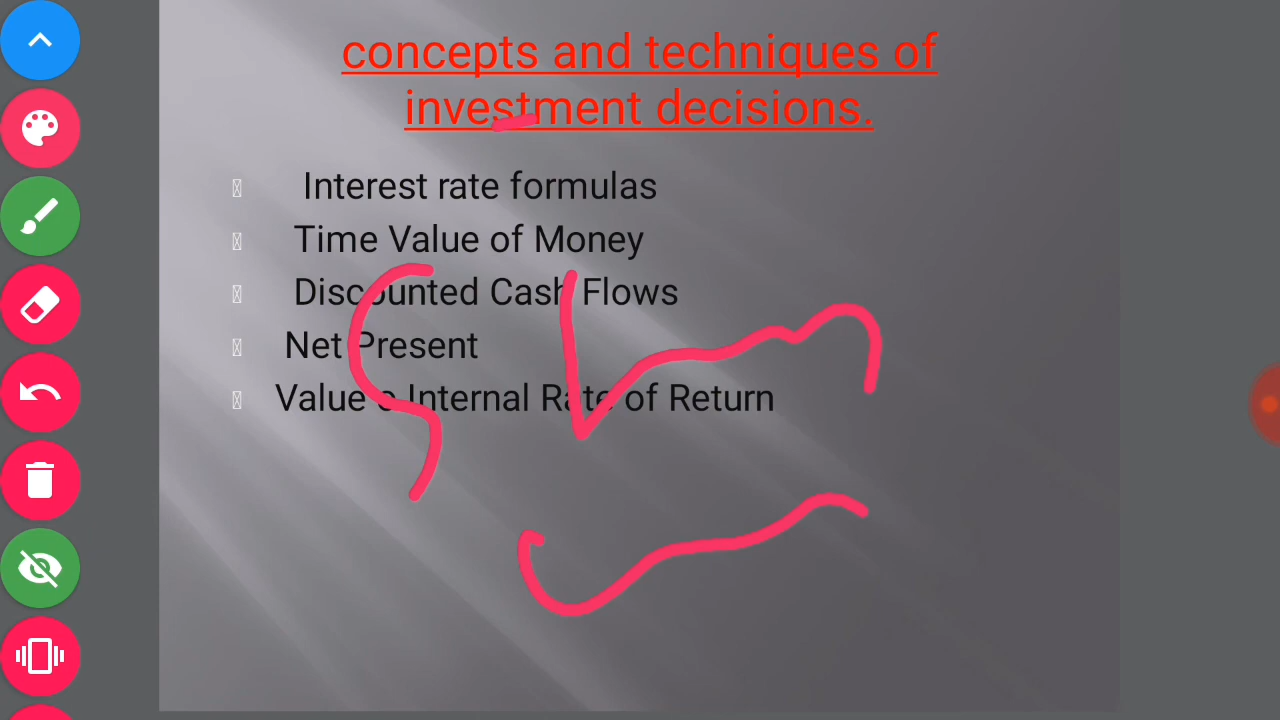 concepts and techniques of
investment decisions.
Interest rate formulas
Time Value of Money
Discounted Cash Flows
Net Present
Value o Internal Rate of Return